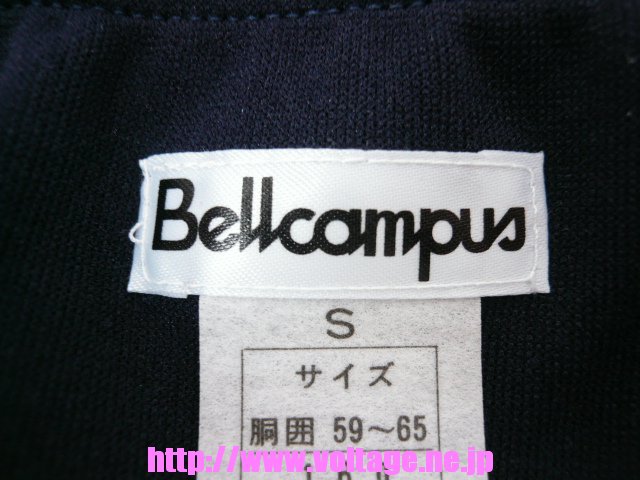 Bellcampus
S
サイズ
胴囲 59～65
http://www.voltage.ne.jp